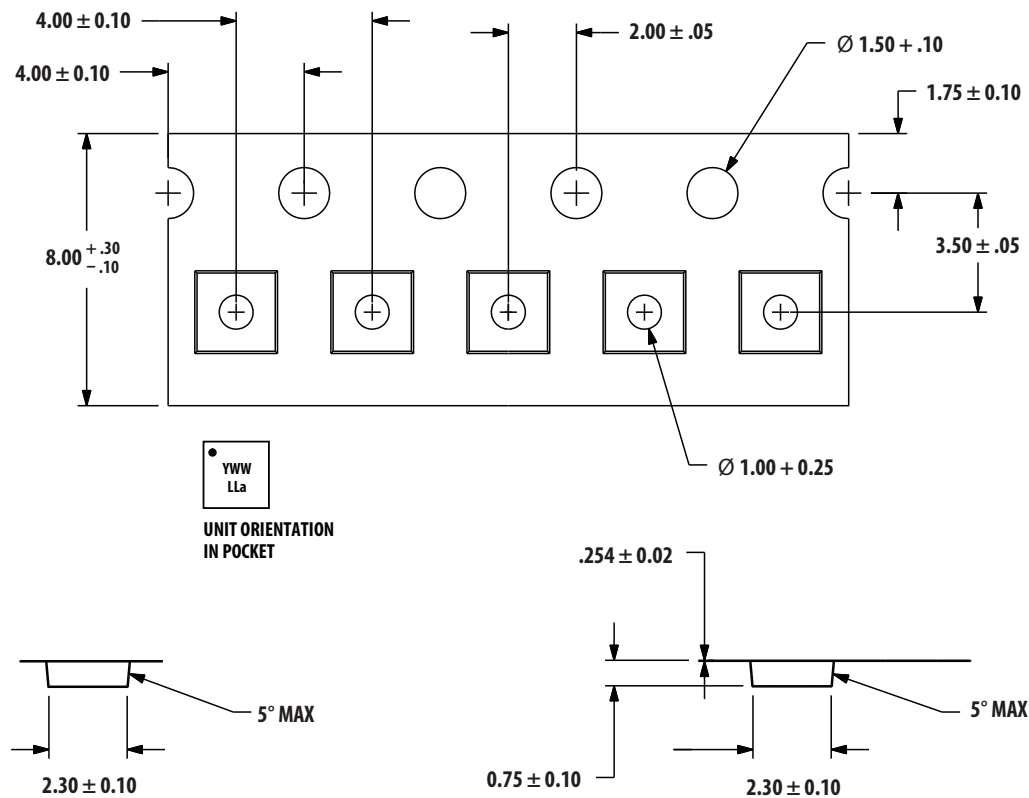 4.00 ± 0.10
2.00 ± .05
Ø 1.50 + .10
4.00 ± 0.10
1.75 ± 0.10
8.00 + .30
– .10
3.50 ± .05
Ø 1.00 + 0.25
YWW
LLa
UNIT ORIENTATION
IN POCKET
.254 ± 0.02
5° MAX
5° MAX
2.30 ± 0.10
0.75 ± 0.10
2.30 ± 0.10